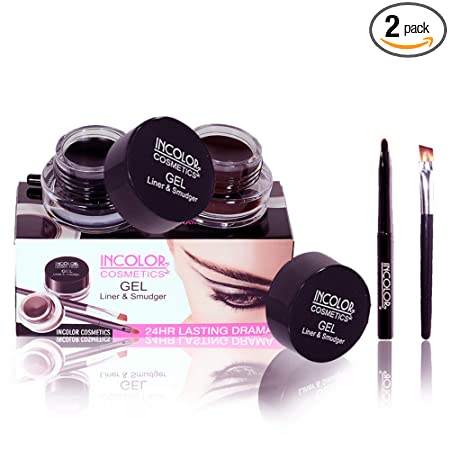 2 pack
INCOLOR
COSMETICS
GEL
Liner & Smudger
INCOLOR
COSMETICS
GEL
Liner & Smudger
INCOLOR COSMETICS
24HR LASTING DRAMA
INCOLOR
COSMETICS
GEL
Liner & Smudger
INCOLOR
COSMETICS